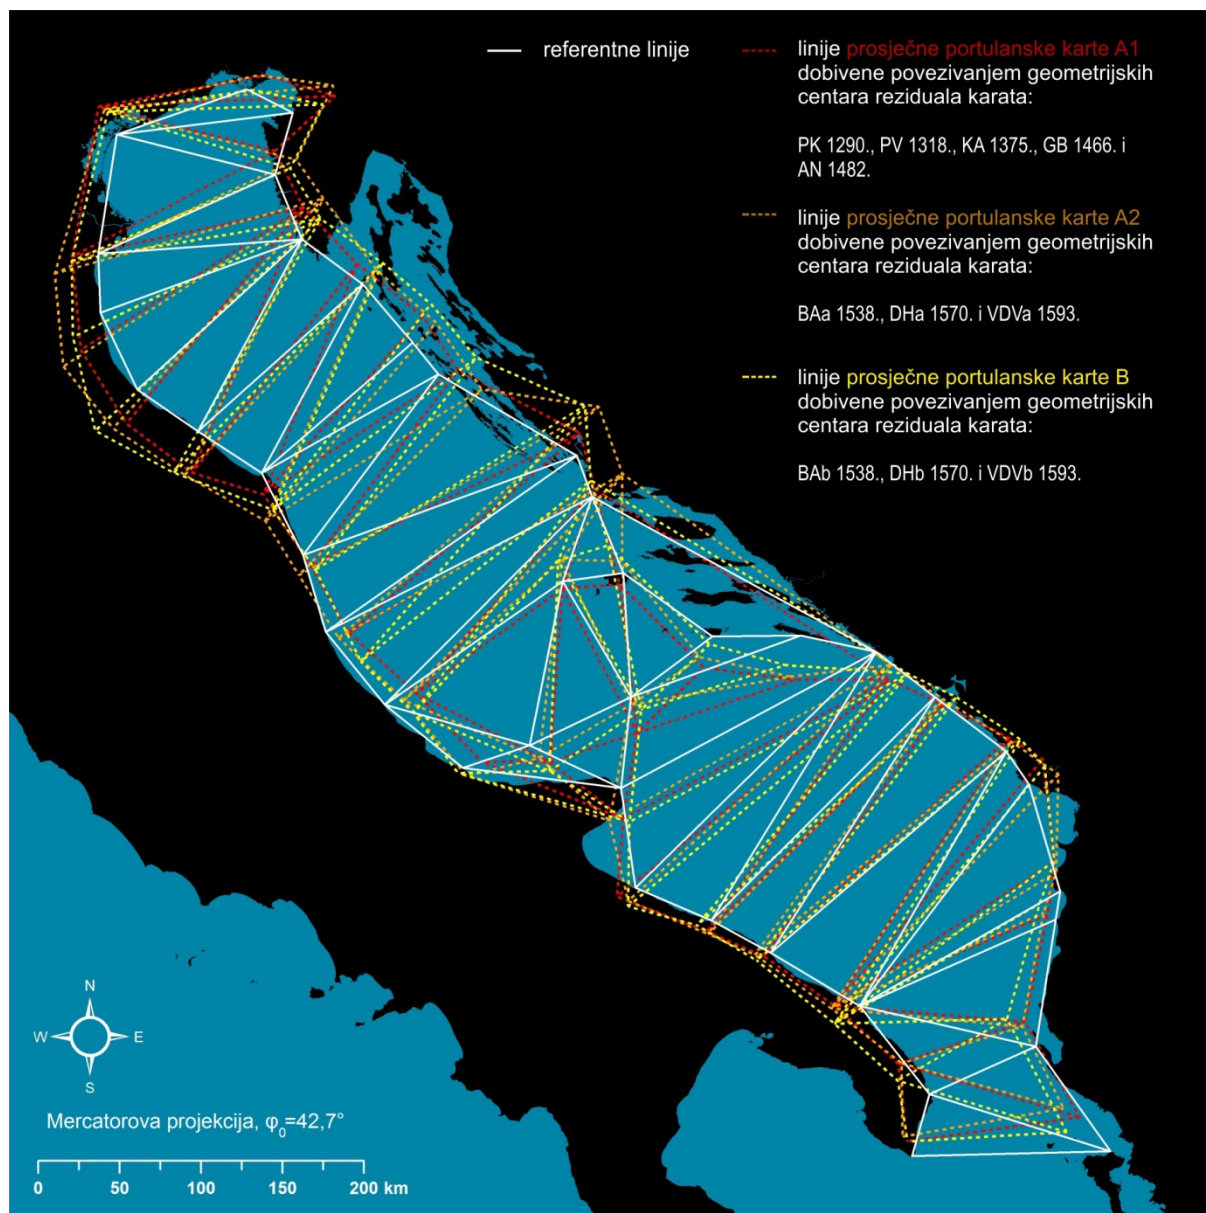 referentne linije
linije prosječne portulanske karte A1
dobivene povezivanjem geometrijskih
centara reziduala karata:
PK 1290., PV 1318., KA 1375., GB 1466. i
AN 1482.
linije prosječne portulanske karte A2
dobivene povezivanjem geometrijskih
centara reziduala karata:
BAa 1538., DHa 1570. i VDVa 1593.
linije prosječne portulanske karte B
dobivene povezivanjem geometrijskih
centara reziduala karata:
BAb 1538., DHb 1570. i VDVb 1593.
N
W E
S
Mercatorova projekcija, φ₀=42,7°
0 50 100 150 200 km